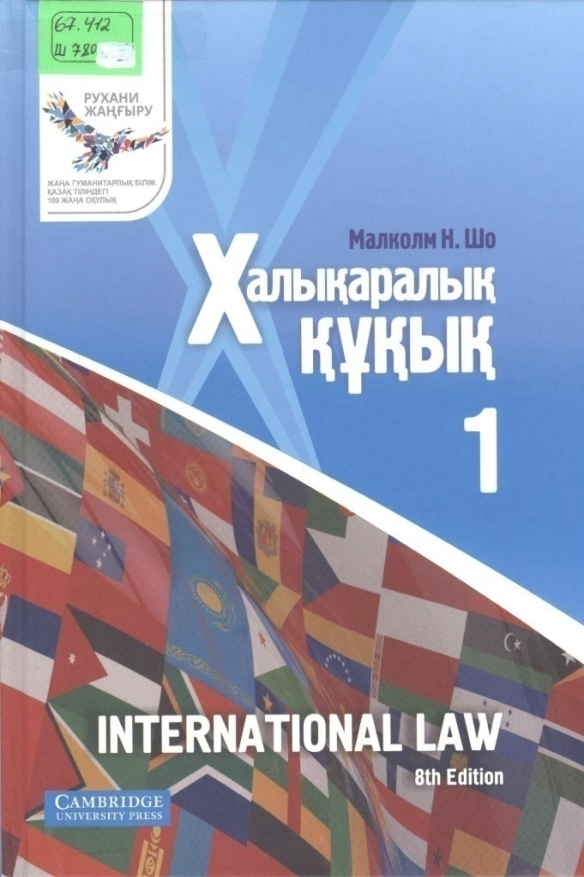 67.412
Ш 780
РУХАНИ
ЖАҢҒЫРУ
ЖАҢА ГУМАНИТАРЛЫҚ БІЛІМ.
ҚАЗАҚ ТІЛІНДЕГІ
100 ЖАҢА ОҚУЛЫҚ
Малколм Н. Шо
Халықаралық
құқық
1
INTERNATIONAL LAW
8th Edition
CAMBRIDGE
UNIVERSITY PRESS